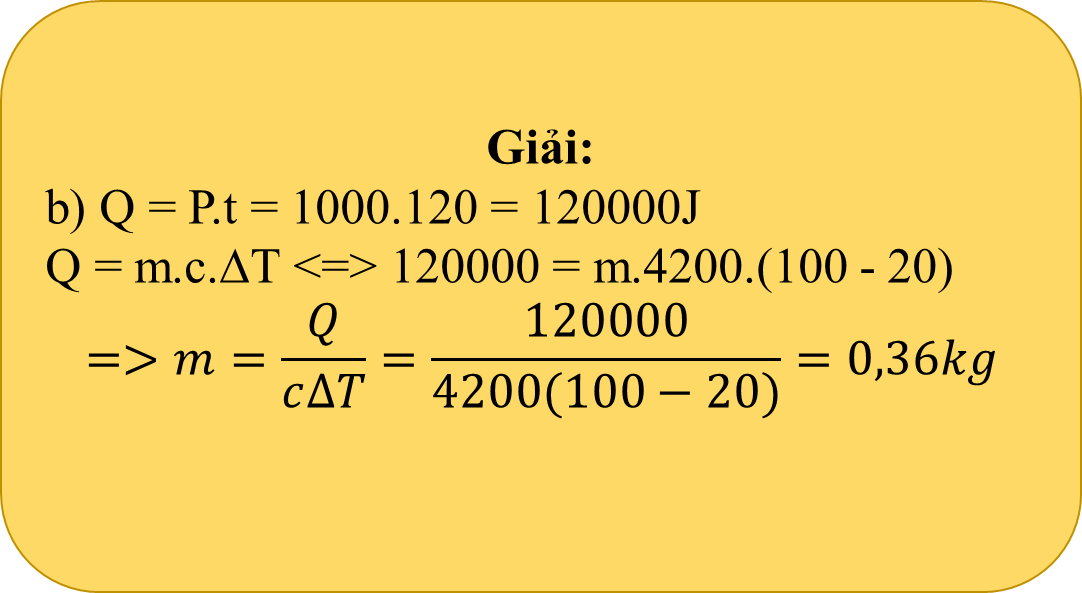 Giải:
b) Q = P.t = 1000.120 = 120000J
Q = m.c.ΔT <=> 120000 = m.4200.(100 - 20)
=> m = Q / cΔT = 120000 / 4200(100 − 20) = 0,36kg